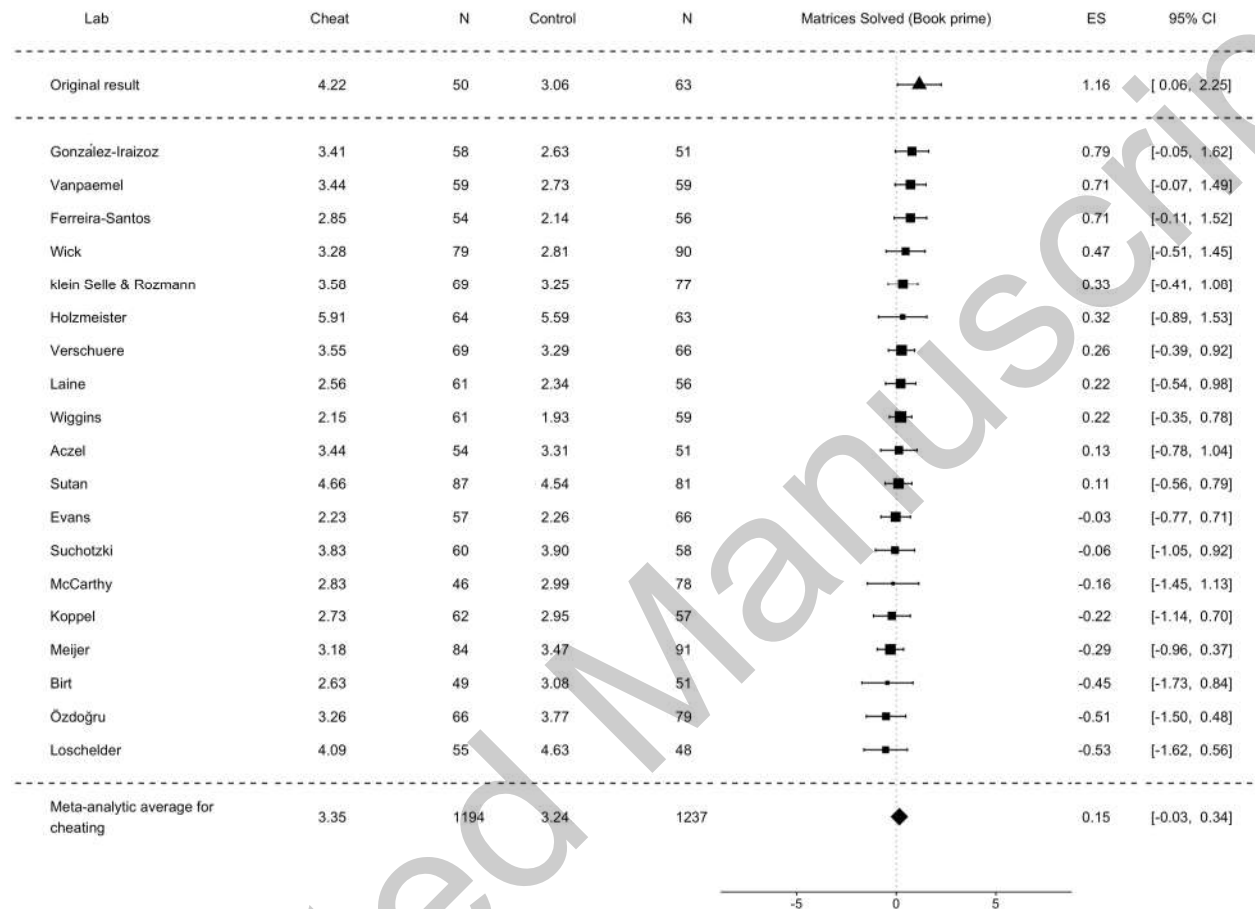 Lab Cheat N Control N Matrices Solved (Book prime) ES 95% CI
Original result 4.22 50 3.06 63 1.16 [ 0.06, 2.25]
González-Iraizoz 3.41 58 2.63 51 0.79 [-0.05, 1.62]
Vanpaemel 3.44 59 2.73 59 0.71 [-0.07, 1.49]
Ferreira-Santos 2.85 54 2.14 56 0.71 [-0.11, 1.52]
Wick 3.28 79 2.81 90 0.47 [-0.51, 1.45]
klein Selle & Rozmann 3.58 69 3.25 77 0.33 [-0.41, 1.08]
Holzmeister 5.91 64 5.59 63 0.32 [-0.89, 1.53]
Verschuere 3.55 69 3.29 66 0.26 [-0.39, 0.92]
Laine 2.56 61 2.34 56 0.22 [-0.54, 0.98]
Wiggins 2.15 61 1.93 59 0.22 [-0.35, 0.78]
Aczel 3.44 54 3.31 51 0.13 [-0.78, 1.04]
Sutan 4.66 87 4.54 81 0.11 [-0.56, 0.79]
Evans 2.23 57 2.26 66 -0.03 [-0.77, 0.71]
Suchotzki 3.83 60 3.90 58 -0.06 [-1.05, 0.92]
McCarthy 2.83 46 2.99 78 -0.16 [-1.45, 1.13]
Koppel 2.73 62 2.95 57 -0.22 [-1.14, 0.70]
Meijer 3.18 84 3.47 91 -0.29 [-0.96, 0.37]
Birt 2.63 49 3.08 51 -0.45 [-1.73, 0.84]
Özdoğru 3.26 66 3.77 79 -0.51 [-1.50, 0.48]
Loschelder 4.09 55 4.63 48 -0.53 [-1.62, 0.56]
Meta-analytic average for
cheating 3.35 1194 3.24 1237 0.15 [-0.03, 0.34]
-5 0 5
ed Manuscrip